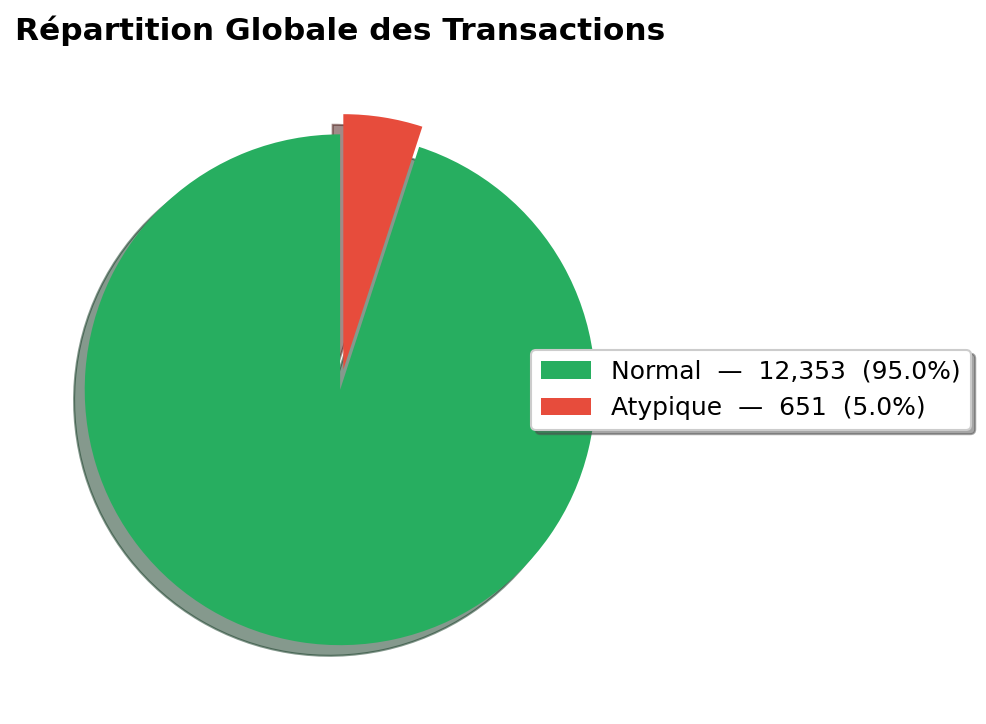 Répartition Globale des Transactions
Normal — 12,353 (95.0%)
Atypique — 651 (5.0%)